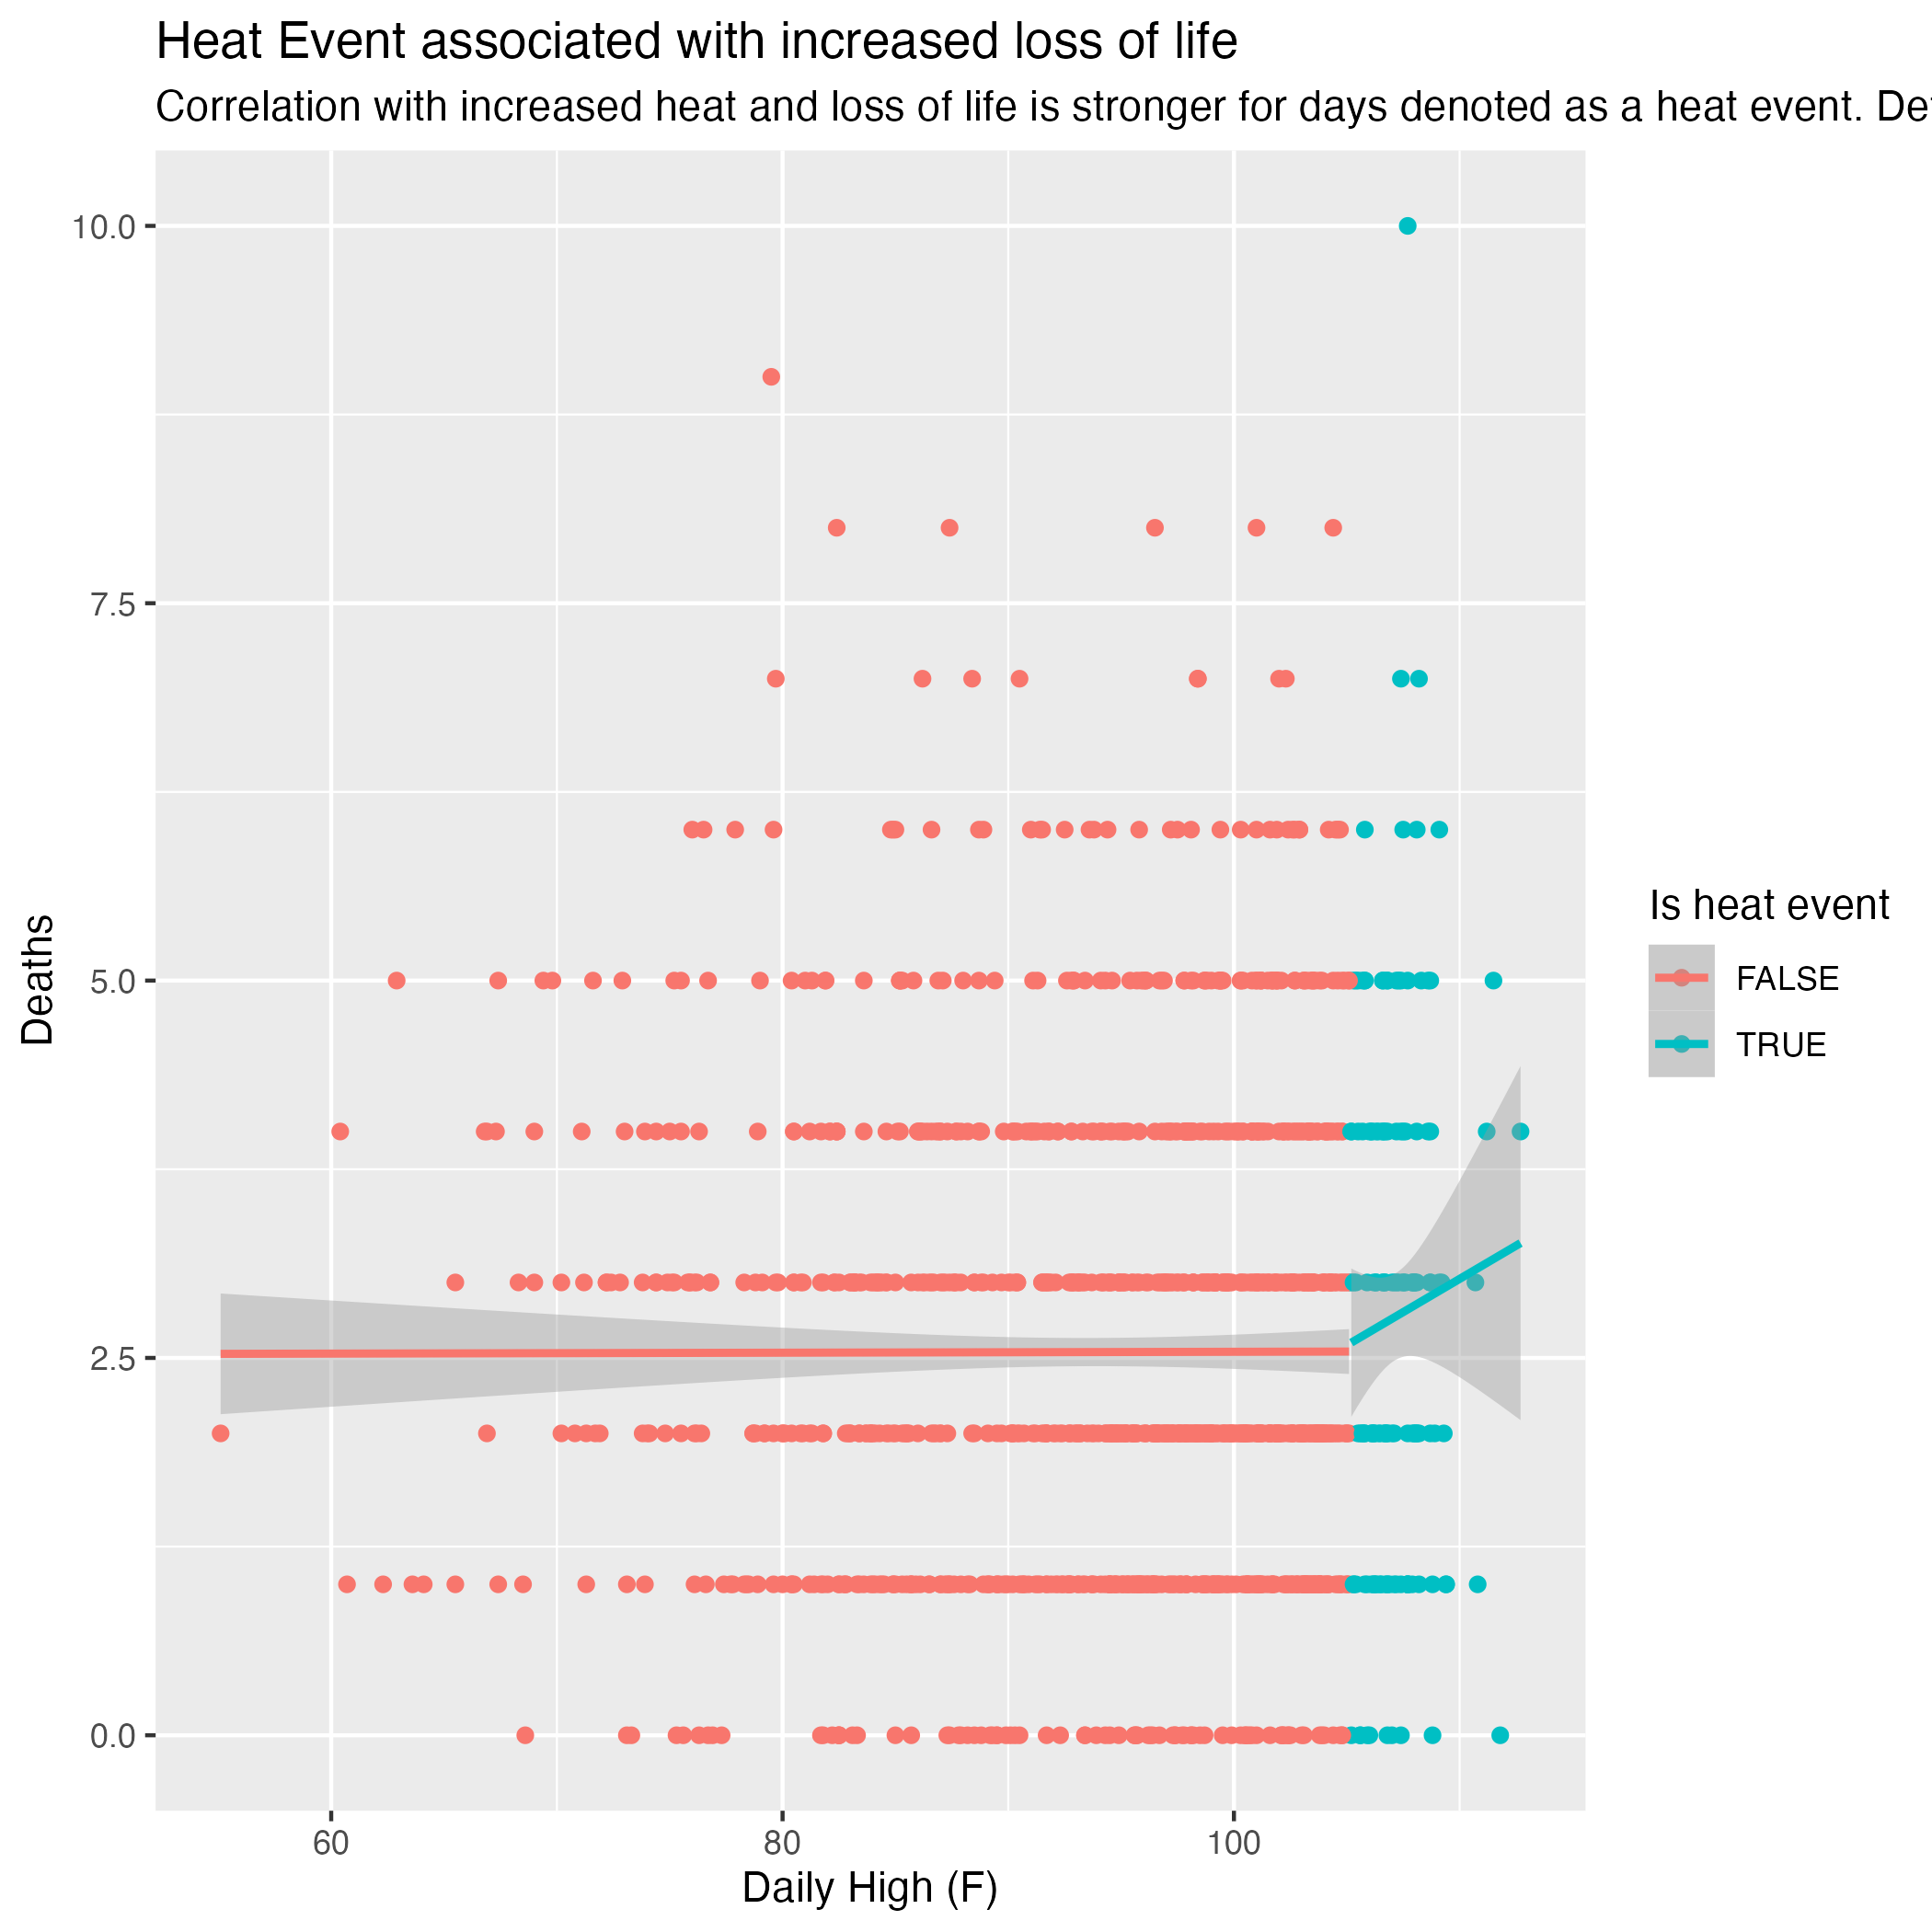 Heat Event associated with increased loss of life
Correlation with increased heat and loss of life is stronger for days denoted as a heat event.
Deaths
10.0
7.5
5.0
2.5
0.0
60
80
100
Daily High (F)
Is heat event
FALSE
TRUE